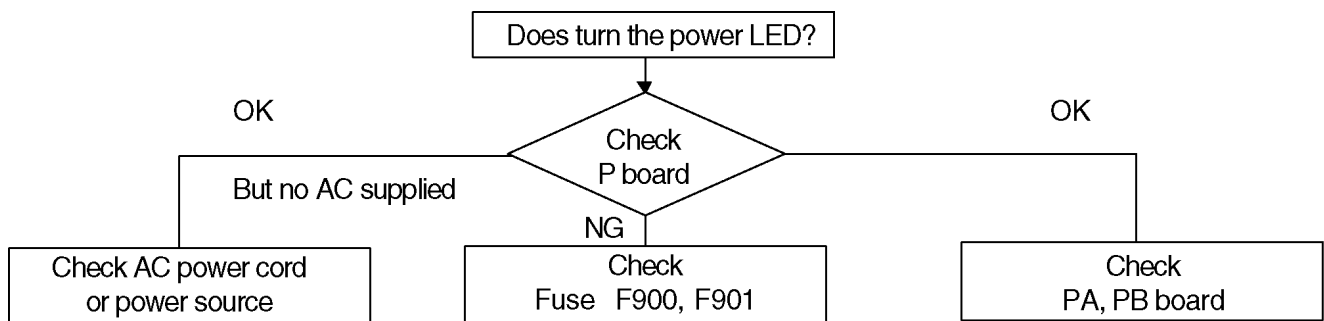 Does turn the power LED?
OK
OK
Check
P board
But no AC supplied
NG
Check AC power cord
or power source
Check
Fuse F900, F901
Check
PA, PB board